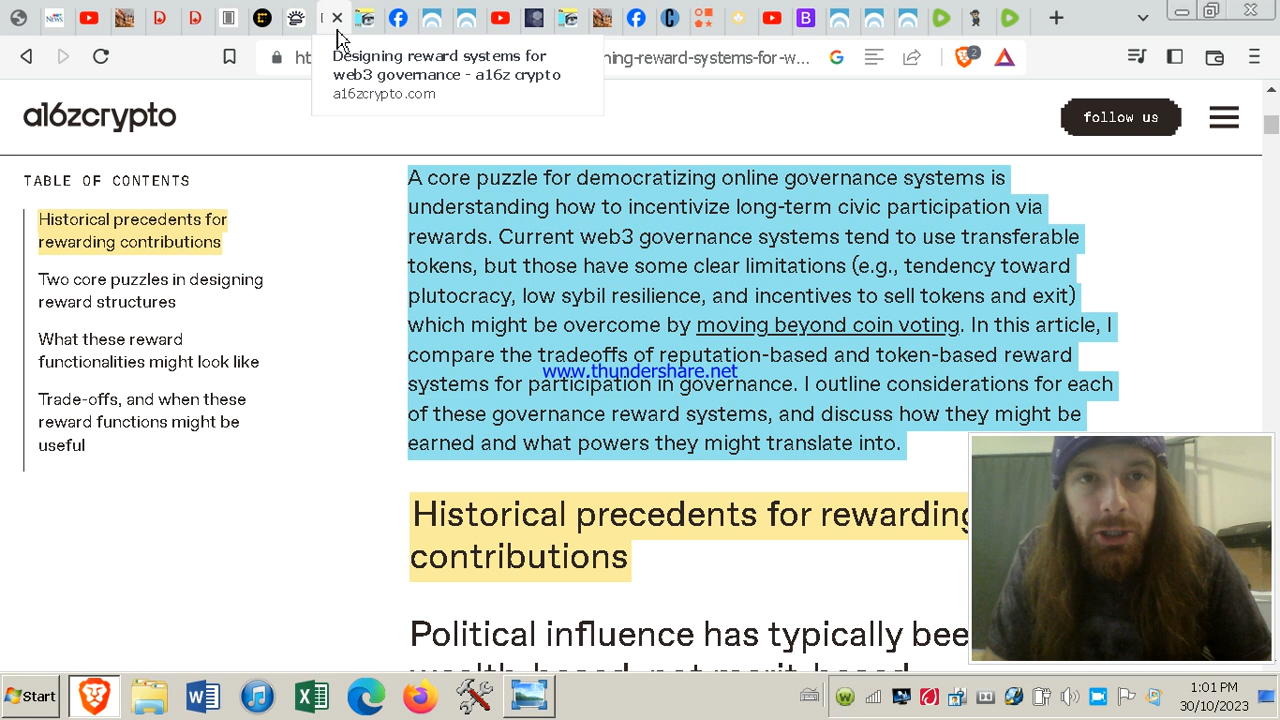 Designing reward systems for
web3 governance - a16z crypto
a16zcrypto.com
ning-reward-systems-for-w...
2
a16zcrypto
follow us
TABLE OF CONTENTS
Historical precedents for
rewarding contributions
Two core puzzles in designing
reward structures
What these reward
functionalities might look like
Trade-offs, and when these
reward functions might be
useful
A core puzzle for democratizing online governance systems is
understanding how to incentivize long-term civic participation via
rewards. Current web3 governance systems tend to use transferable
tokens, but those have some clear limitations (e.g., tendency toward
plutocracy, low sybil resilience, and incentives to sell tokens and exit)
which might be overcome by moving beyond coin voting. In this article, I
compare the tradeoffs of reputation-based and token-based reward
www.thundershare.net
systems for participation in governance. I outline considerations for each
of these governance reward systems, and discuss how they might be
earned and what powers they might translate into.
Historical precedents for rewarding
contributions
Political influence has typically bee
wealth-based, not merit-based
Start
1:01 PM
30/10/2023